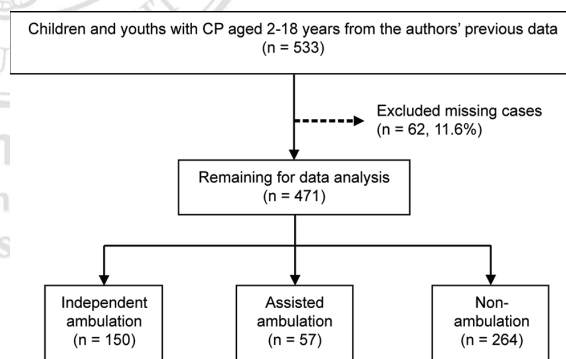 Children and youths with CP aged 2-18 years from the authors' previous data
(n = 533)
Excluded missing cases
(n = 62, 11.6%)
Remaining for data analysis
(n = 471)
Independent
ambulation
(n = 150)
Assisted
ambulation
(n = 57)
Non-
ambulation
(n = 264)